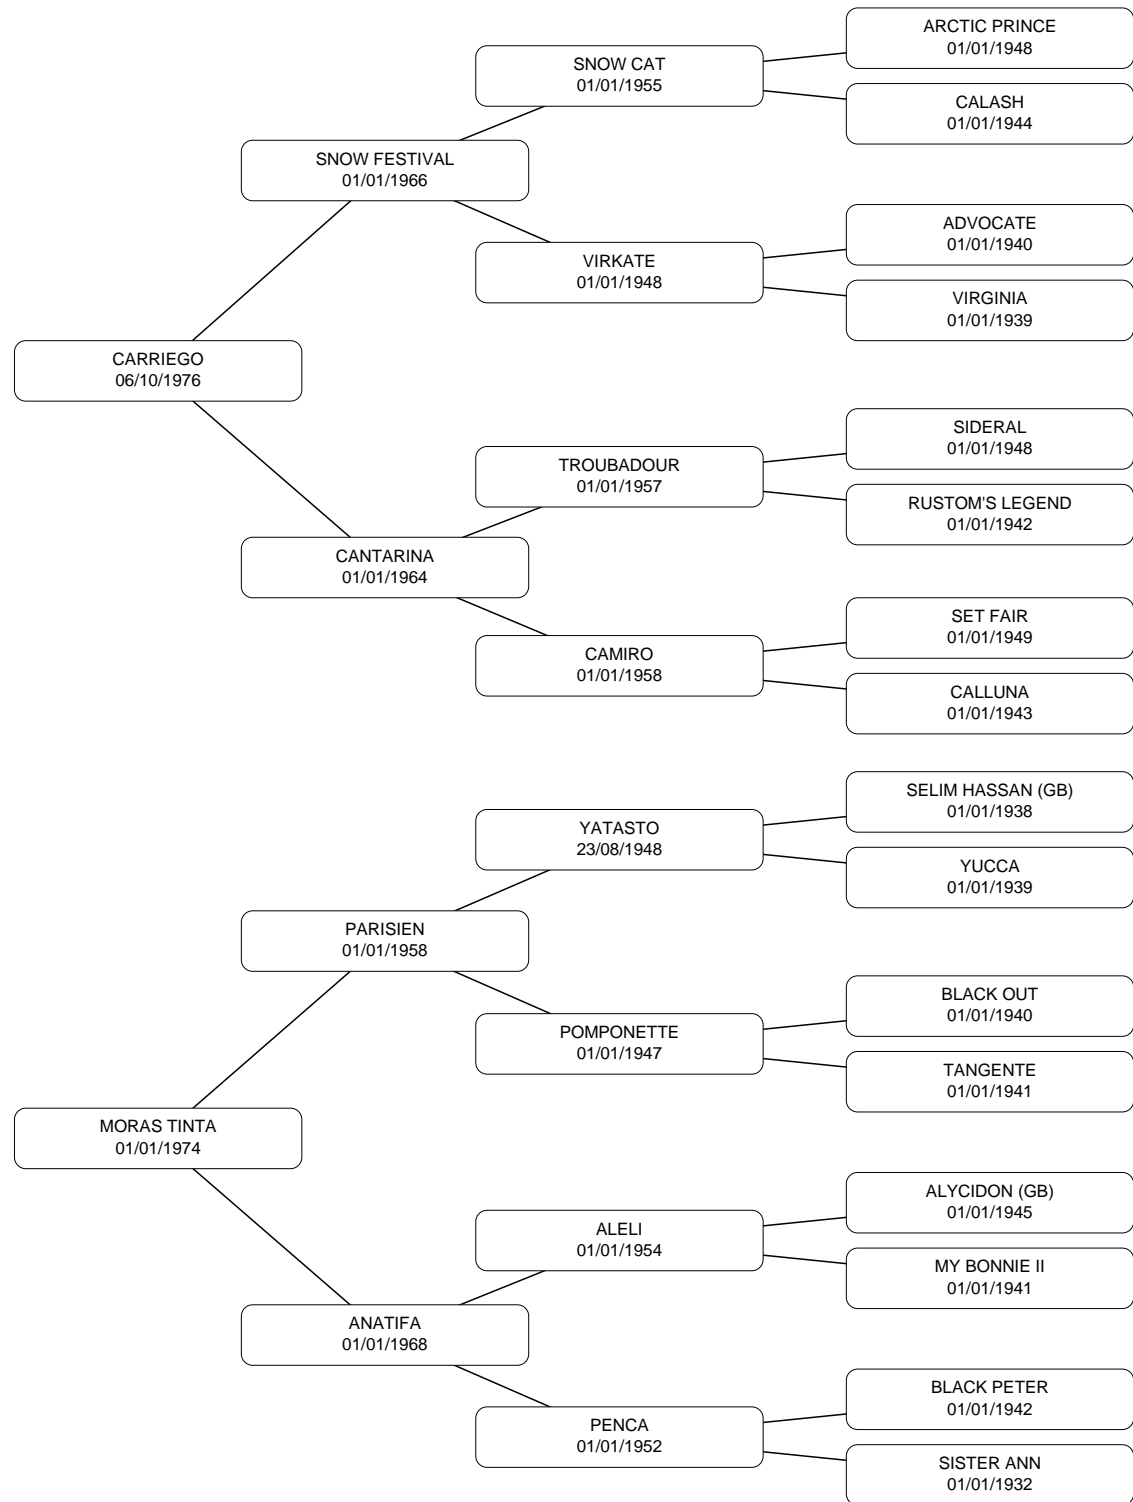 ARCTIC PRINCE
01/01/1948
SNOW CAT
01/01/1955
CALASH
01/01/1944
SNOW FESTIVAL
01/01/1966
ADVOCATE
01/01/1940
VIRKATE
01/01/1948
VIRGINIA
01/01/1939
CARRIEGO
06/10/1976
SIDERAL
01/01/1948
TROUBADOUR
01/01/1957
RUSTOM'S LEGEND
01/01/1942
CANTARINA
01/01/1964
SET FAIR
01/01/1949
CAMIRO
01/01/1958
CALLUNA
01/01/1943
SELIM HASSAN (GB)
01/01/1938
YATASTO
23/08/1948
YUCCA
01/01/1939
PARISIEN
01/01/1958
BLACK OUT
01/01/1940
POMPONETTE
01/01/1947
TANGENTE
01/01/1941
MORAS TINTA
01/01/1974
ALYCIDON (GB)
01/01/1945
ALELI
01/01/1954
MY BONNIE II
01/01/1941
ANATIFA
01/01/1968
BLACK PETER
01/01/1942
PENCA
01/01/1952
SISTER ANN
01/01/1932